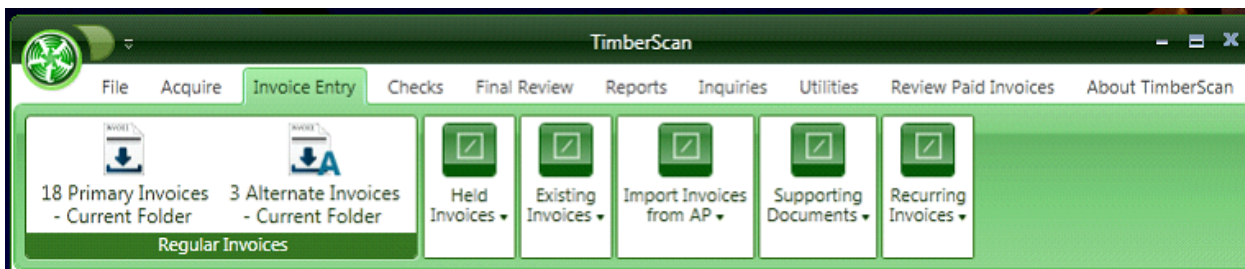 TimberScan
File Acquire Invoice Entry Checks Final Review Reports Inquiries Utilities Review Paid Invoices About TimberScan
INVOICE INVOICE
18 Primary Invoices 3 Alternate Invoices Held Existing Import Invoices Supporting Recurring
- Current Folder - Current Folder Invoices Invoices from AP Documents Invoices
Regular Invoices